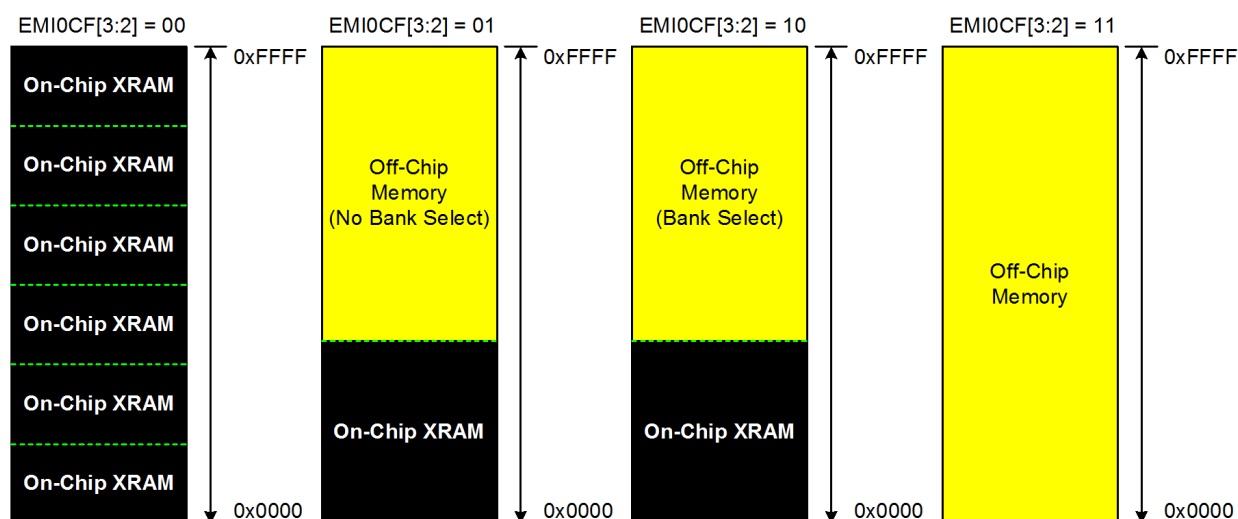 EMI0CF[3:2] = 00
0xFFFF
On-Chip XRAM
On-Chip XRAM
On-Chip XRAM
On-Chip XRAM
On-Chip XRAM
On-Chip XRAM
0x0000
EMI0CF[3:2] = 01
0xFFFF
Off-Chip
Memory
(No Bank Select)
On-Chip XRAM
0x0000
EMI0CF[3:2] = 10
0xFFFF
Off-Chip
Memory
(Bank Select)
On-Chip XRAM
0x0000
EMI0CF[3:2] = 11
0xFFFF
Off-Chip
Memory
0x0000